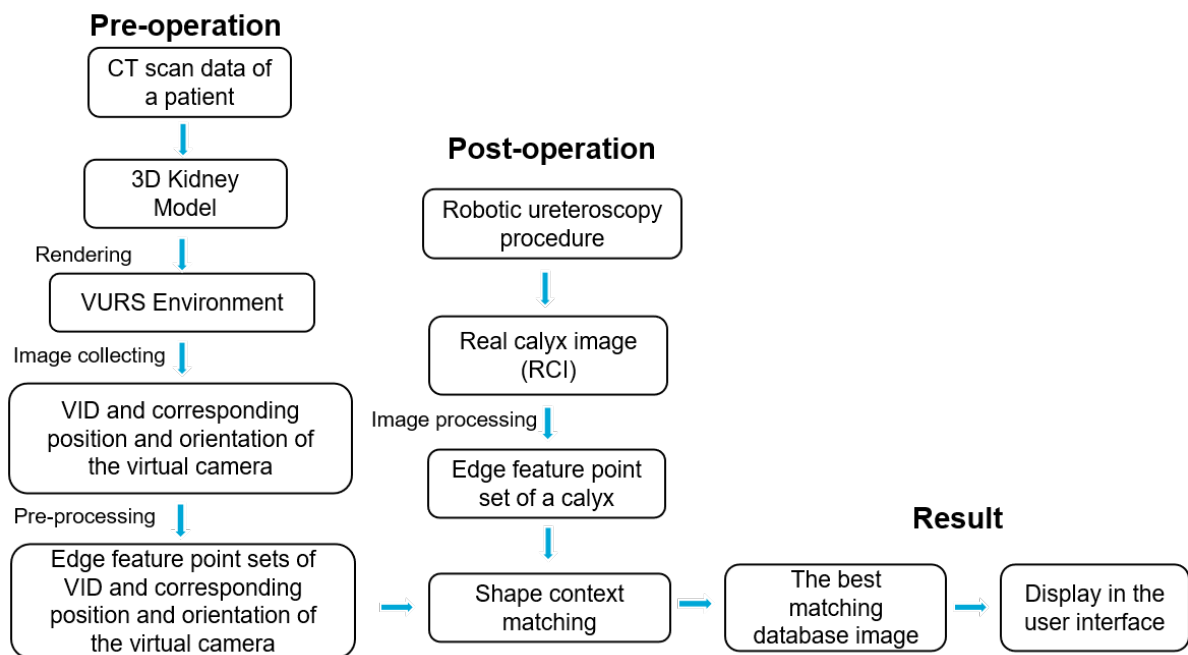 Pre-operation
CT scan data of
a patient
3D Kidney
Model
Rendering
VURS Environment
Image collecting
VID and corresponding
position and orientation of
the virtual camera
Pre-processing
Edge feature point sets of
VID and corresponding
position and orientation of
the virtual camera
Post-operation
Robotic ureteroscopy
procedure
Real calyx image
(RCI)
Image processing
Edge feature point
set of a calyx
Shape context
matching
Result
The best
matching
database image
Display in the
user interface